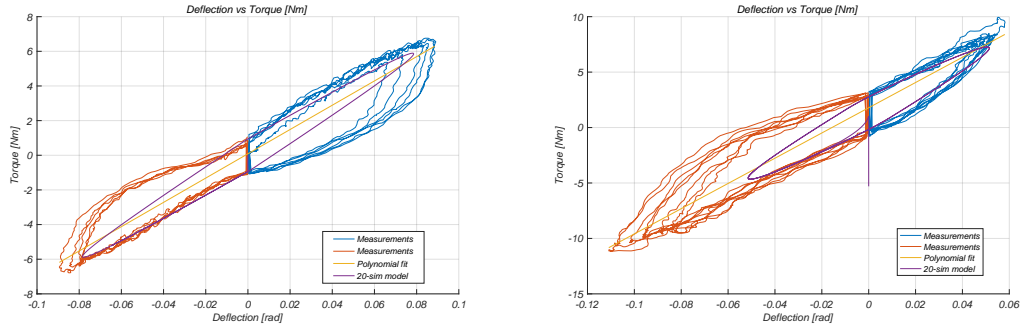 Deflection vs Torque [Nm]
8
6
4
2
0
-2
-4
-6
-8
Torque [Nm]
-0.1
-0.08
-0.06
-0.04
-0.02
0
0.02
0.04
0.06
0.08
0.1
Deflection [rad]
Measurements
Measurements
Polynomial fit
20-sim model
Deflection vs Torque [Nm]
10
5
0
-5
-10
-15
Torque [Nm]
-0.12
-0.1
-0.08
-0.06
-0.04
-0.02
0
0.02
0.04
0.06
Deflection [rad]
Measurements
Measurements
Polynomial fit
20-sim model